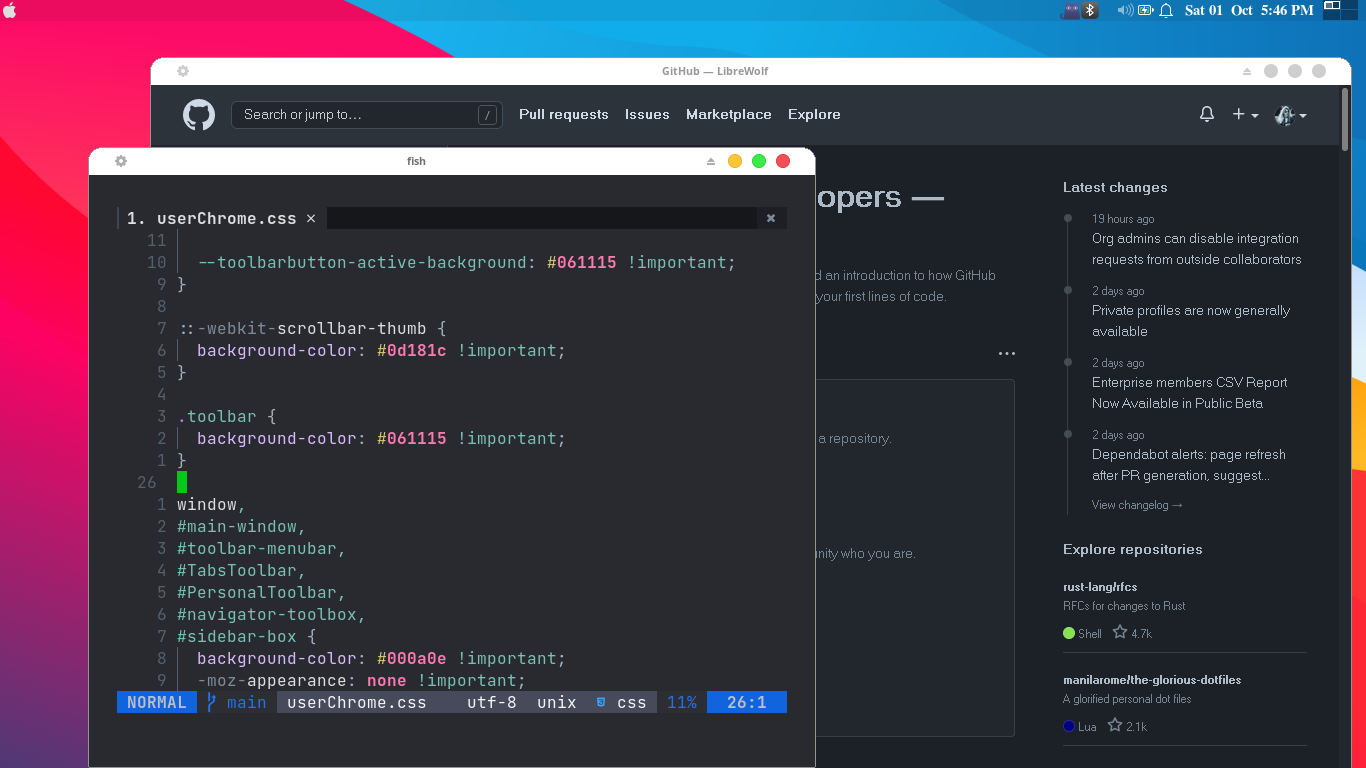 Sat 01 Oct 5:46 PM
GitHub — LibreWolf
Search or jump to… /
Pull requests Issues Marketplace Explore
fish
1. userChrome.css ×
11
10 --toolbarbutton-active-background: #061115 !important;
9 }
8
7 ::-webkit-scrollbar-thumb {
6 background-color: #0d181c !important;
5 }
4
3 .toolbar {
2 background-color: #061115 !important;
1 }
26
1 window,
2 #main-window,
3 #toolbar-menubar,
4 #TabsToolbar,
5 #PersonalToolbar,
6 #navigator-toolbox,
7 #sidebar-box {
8 background-color: #000a0e !important;
9 -moz-appearance: none !important;
NORMAL main userChrome.css utf-8 unix css 11% 26:1
opers —
d an introduction to how GitHub
your first lines of code.
a repository.
nity who you are.
Latest changes
19 hours ago
Org admins can disable integration
requests from outside collaborators
2 days ago
Private profiles are now generally
available
2 days ago
Enterprise members CSV Report
Now Available in Public Beta
2 days ago
Dependabot alerts: page refresh
after PR generation, suggest...
View changelog →
Explore repositories
rust-lang/rfcs
RFCs for changes to Rust
Shell 4.7k
manilarome/the-glorious-dotfiles
A glorified personal dot files
Lua 2.1k